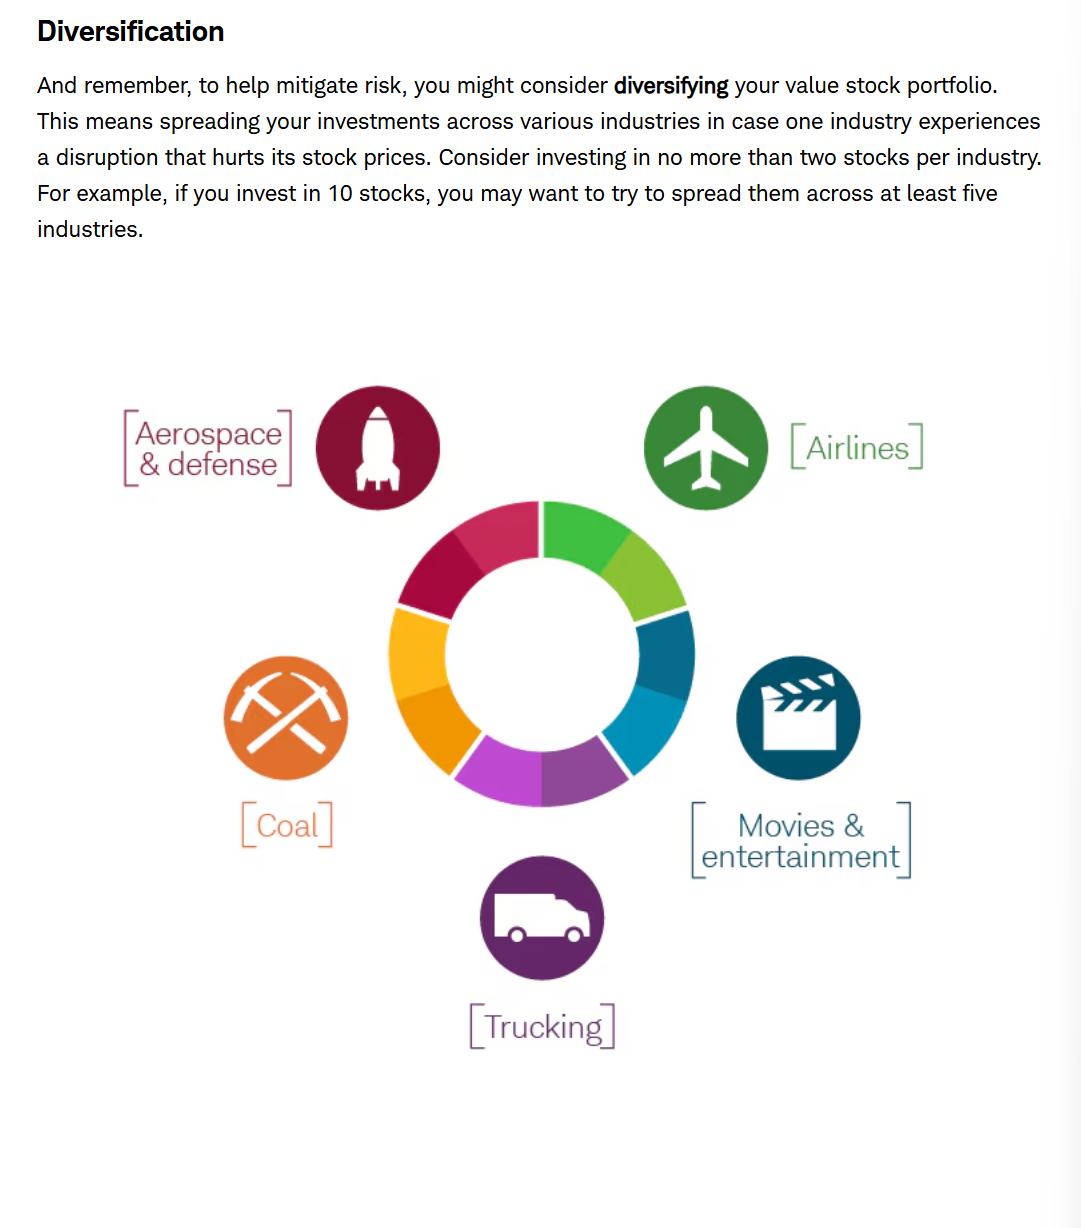 Diversification
And remember, to help mitigate risk, you might consider diversifying your value stock portfolio.
This means spreading your investments across various industries in case one industry experiences
a disruption that hurts its stock prices. Consider investing in no more than two stocks per industry.
For example, if you invest in 10 stocks, you may want to try to spread them across at least five
industries.
Aerospace
& defense
Airlines
Coal
Movies &
entertainment
Trucking